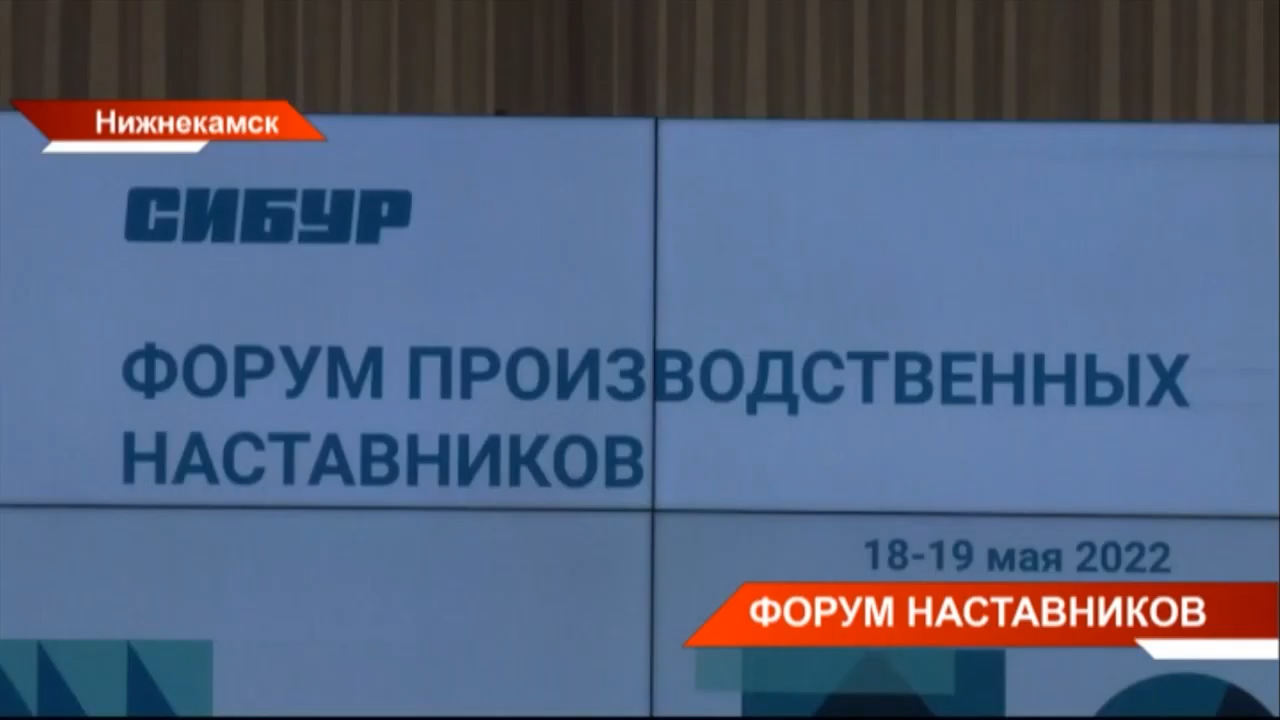 Нижнекамск
СИБУР
ФОРУМ ПРОИЗВОДСТВЕННЫХ
НАСТАВНИКОВ
18-19 мая 2022
ФОРУМ НАСТАВНИКОВ